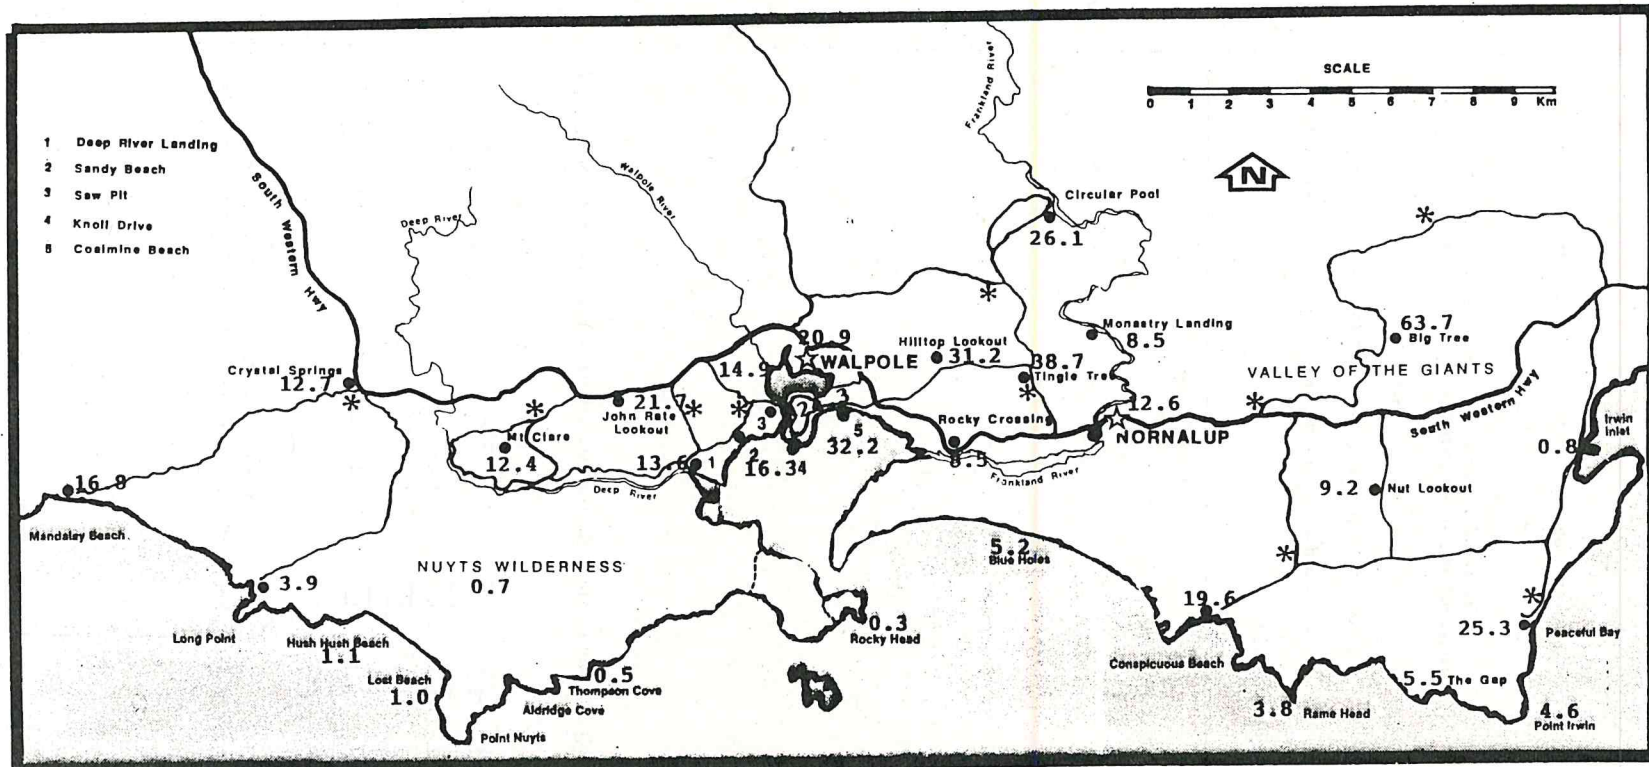 SCALE
0 1 2 3 4 5 6 7 8 9 Km
N
1 Deep River Landing
2 Sandy Beach
3 Saw Pit
4 Knoll Drive
5 Coalmine Beach
South Western Hwy
Deep River
Walpole River
Frankland River
Circular Pool
26.1
Monastry Landing
8.5
63.7
Big Tree
VALLEY OF THE GIANTS
South Western Hwy
20.9
WALPOLE
Hilltop Lookout
31.2
38.7
Tingle Tree
Crystal Springs
12.7
14.9
21.7
John Rate
Lookout
3
2
3
5
32.2
Rocky Crossing
8.5
12.6
NORNALUP
Irwin
Inlet
0.8
Mt Clare
12.4
13.6
1
2
16.34
Deep River
Frankland River
9.2
Nut Lookout
16.8
Mandalay Beach
NUYTS WILDERNESS
0.7
5.2
Blue Holes
3.9
Long Point
Hush Hush Beach
1.1
Lost Beach
1.0
0.5
Thompson Cove
Aldridge Cove
Point Nuyts
0.3
Rocky Head
19.6
Conspicuous Beach
25.3
Peaceful Bay
5.5 The Gap
3.8
Rame Head
4.6
Point Irwin